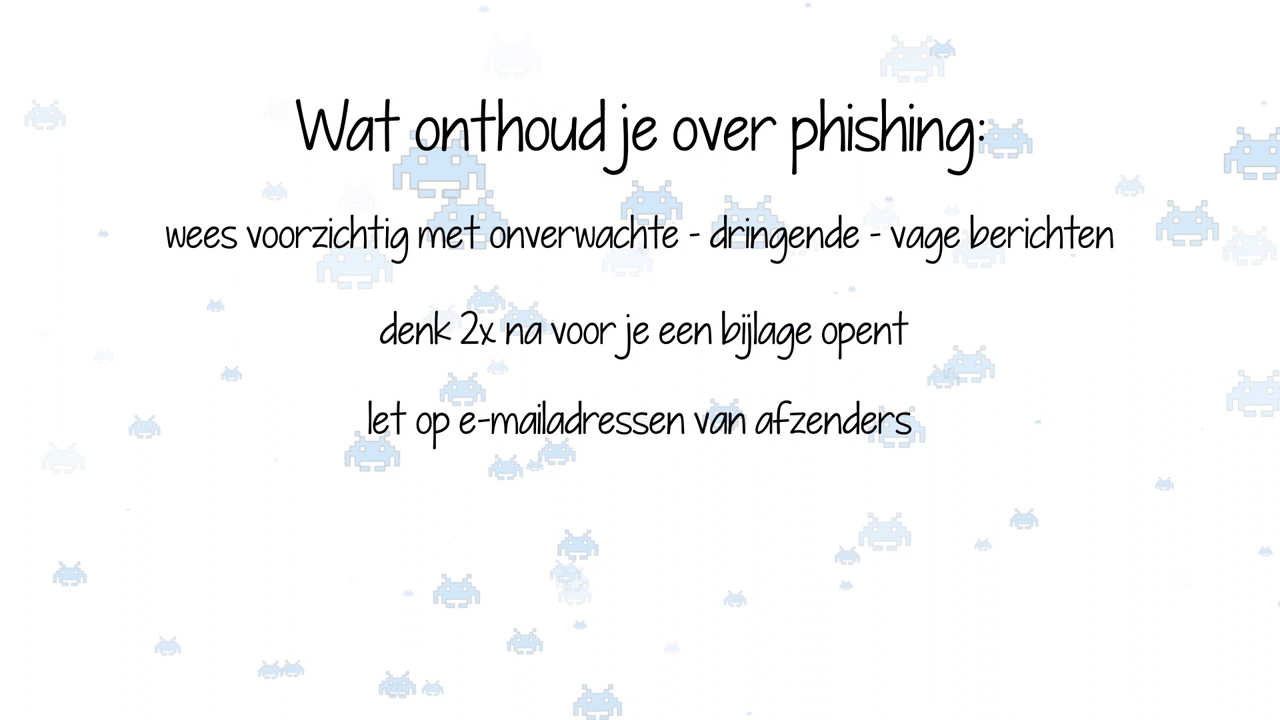 Wat onthoud je over phishing:
wees voorzichtig met onverwachte - dringende - vage berichten
denk 2x na voor je een bijlage opent
let op e-mailadressen van afzenders